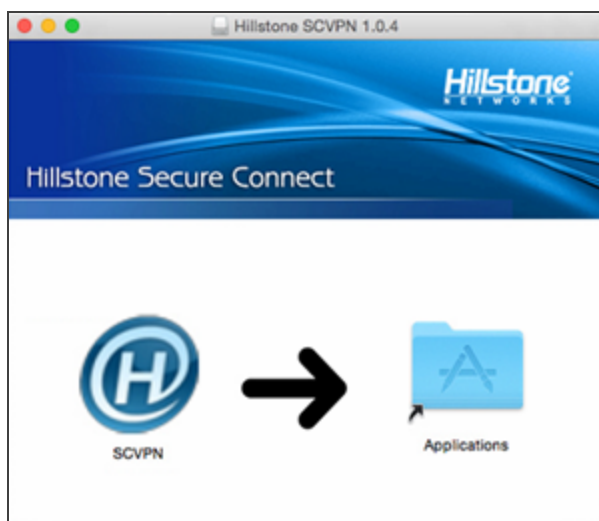 Hillstone SCVPN 1.0.4
Hillstone
NETWORKS
Hillstone Secure Connect
H
SCVPN
Applications